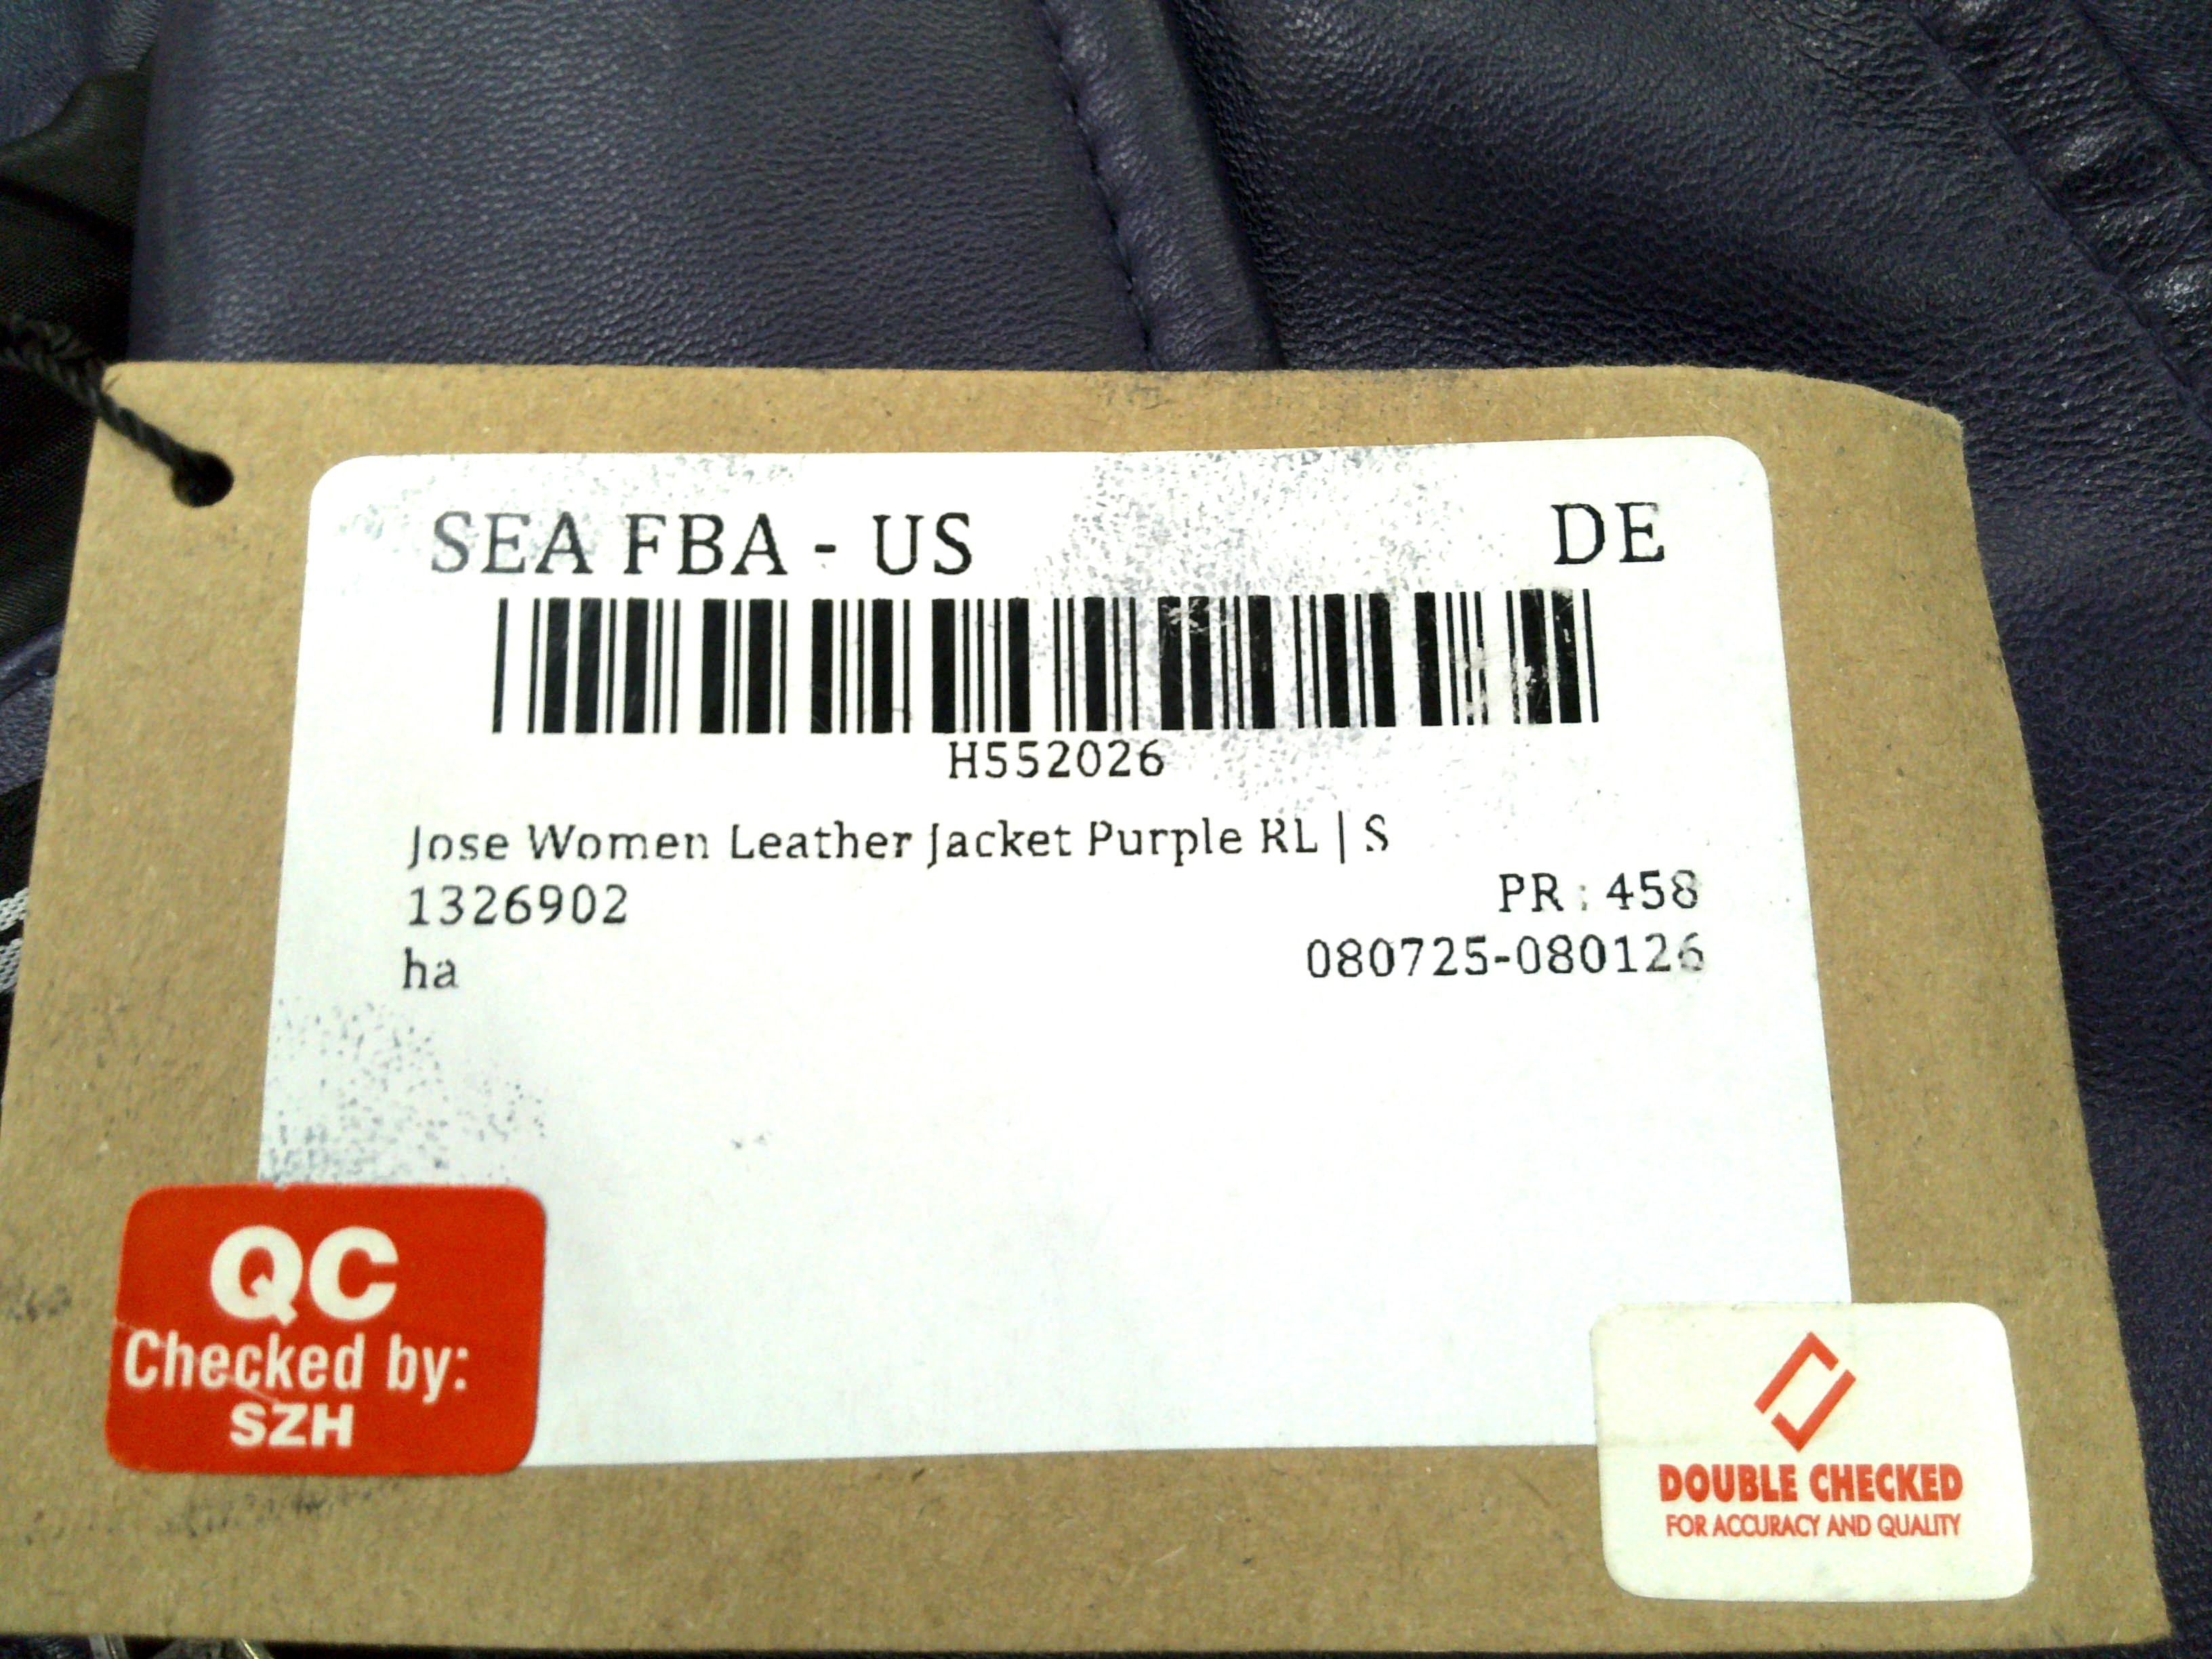 SEA FBA - US DE
H552026
Jose Women Leather Jacket Purple RL | S
1326902 PR : 458
ha 080725-080126
QC
Checked by:
SZH
DOUBLE CHECKED
FOR ACCURACY AND QUALITY